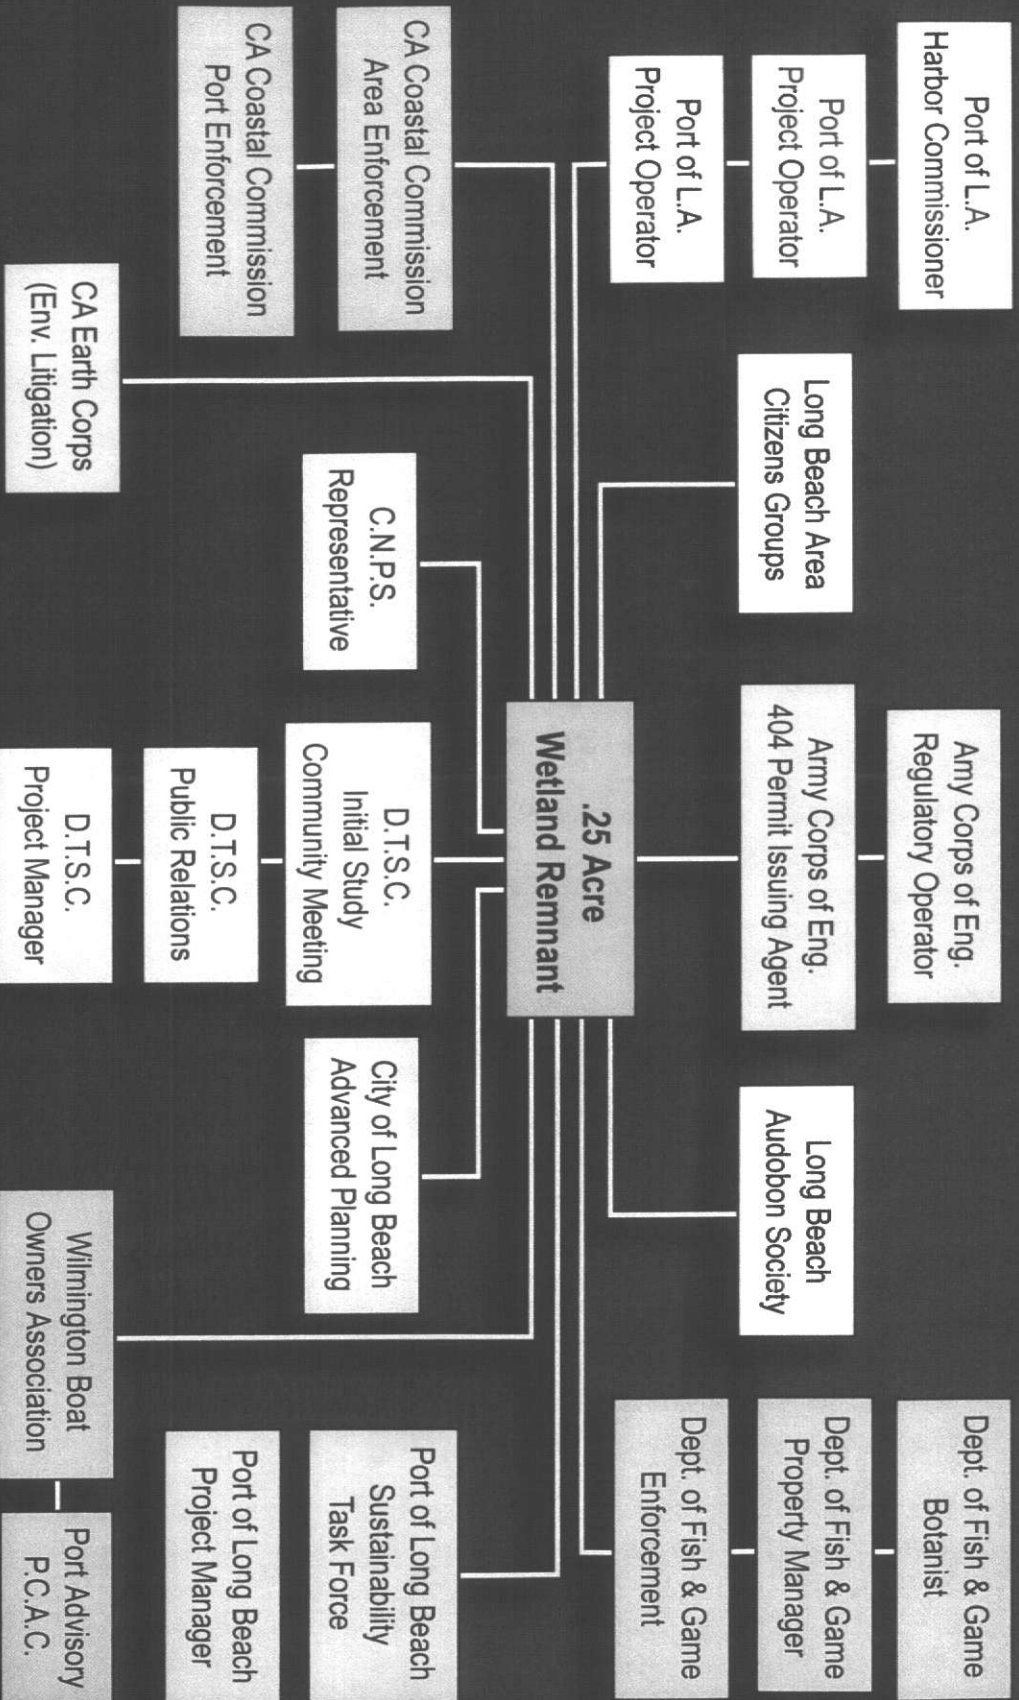 Port of L.A.
Harbor Commissioner
Port of L.A.
Project Operator
Port of L.A.
Project Operator
Long Beach Area
Citizens Groups
Amy Corps of Eng.
Regulatory Operator
Army Corps of Eng.
404 Permit Issuing Agent
Long Beach
Audobon Society
Dept. of Fish & Game
Botanist
Dept. of Fish & Game
Property Manager
Dept. of Fish & Game
Enforcement
.25 Acre
Wetland Remnant
CA Coastal Commission
Area Enforcement
CA Coastal Commission
Port Enforcement
CA Earth Corps
(Env. Litigation)
C.N.P.S.
Representative
D.T.S.C.
Initial Study
Community Meeting
D.T.S.C.
Public Relations
D.T.S.C.
Project Manager
City of Long Beach
Advanced Planning
Port of Long Beach
Sustainability
Task Force
Port of Long Beach
Project Manager
Wilmington Boat
Owners Association
Port Advisory
P.C.A.C.